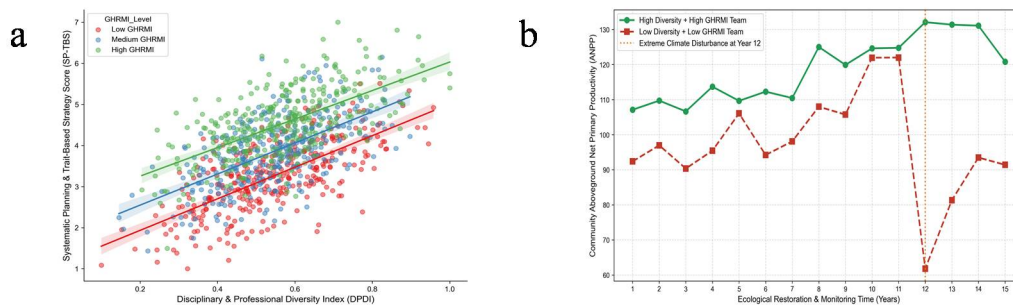 a
GHRMI_Level
Low GHRMI
Medium GHRMI
High GHRMI
Systematic Planning & Trait-Based Strategy Score (SP-TBS)
7
6
5
4
3
2
1
0.2 0.4 0.6 0.8 1.0
Disciplinary & Professional Diversity Index (DPDI)
b
High Diversity + High GHRMI Team
Low Diversity + Low GHRMI Team
Extreme Climate Disturbance at Year 12
Community Aboveground Net Primary Productivity (ANPP)
130
120
110
100
90
80
70
60
1 2 3 4 5 6 7 8 9 10 11 12 13 14 15
Ecological Restoration & Monitoring Time (Years)